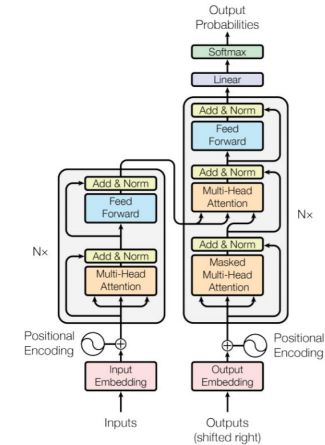 Output
Probabilities
Softmax
Linear
Add & Norm
Feed
Forward
Add & Norm
Multi-Head
Attention
Add & Norm
Masked
Multi-Head
Attention
Nx
Positional
Encoding
Output
Embedding
Outputs
(shifted right)
Add & Norm
Feed
Forward
Add & Norm
Multi-Head
Attention
Nx
Positional
Encoding
Input
Embedding
Inputs